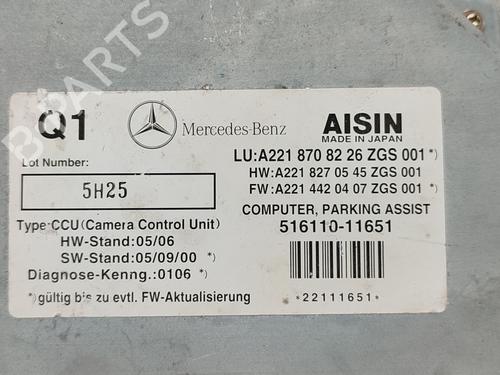 B-PARTS
Q1
Mercedes-Benz
AISIN
MADE IN JAPAN
Lot Number:
5H25
LU:A221 870 82 26 ZGS 001 *)
HW:A221 827 05 45 ZGS 001
FW:A221 442 04 07 ZGS 001 *)
Type:CCU(Camera Control Unit)
HW-Stand:05/06
SW-Stand:05/09/00 *)
Diagnose-Kenng.:0106 *)
*)gültig bis zu evtl. FW-Aktualisierung
COMPUTER, PARKING ASSIST
516110-11651
*22111651*